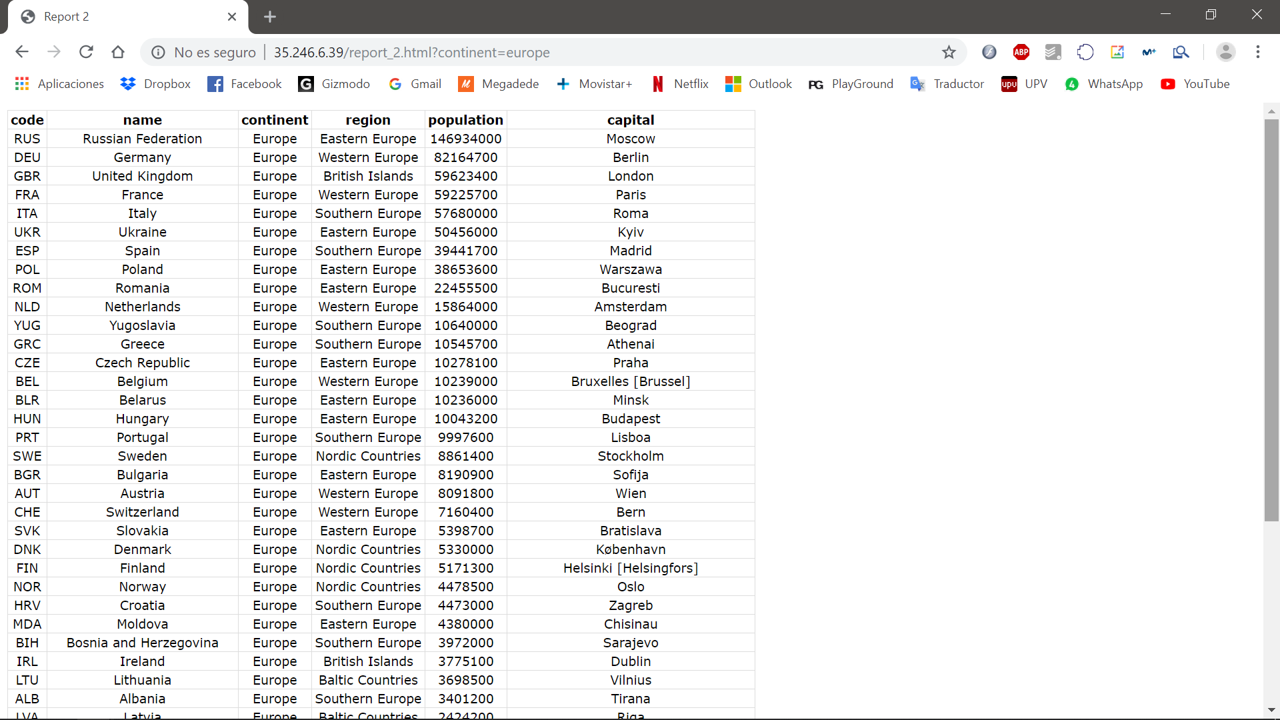 Report 2
No es seguro 35.246.6.39/report_2.html?continent=europe
ABP
Aplicaciones Dropbox Facebook Gizmodo Gmail Megadede Movistar+ Netflix Outlook PlayGround Traductor UPV WhatsApp YouTube
code name continent region population capital
RUS Russian Federation Europe Eastern Europe 146934000 Moscow
DEU Germany Europe Western Europe 82164700 Berlin
GBR United Kingdom Europe British Islands 59623400 London
FRA France Europe Western Europe 59225700 Paris
ITA Italy Europe Southern Europe 57680000 Roma
UKR Ukraine Europe Eastern Europe 50456000 Kyiv
ESP Spain Europe Southern Europe 39441700 Madrid
POL Poland Europe Eastern Europe 38653600 Warszawa
ROM Romania Europe Eastern Europe 22455500 Bucuresti
NLD Netherlands Europe Western Europe 15864000 Amsterdam
YUG Yugoslavia Europe Southern Europe 10640000 Beograd
GRC Greece Europe Southern Europe 10545700 Athenai
CZE Czech Republic Europe Eastern Europe 10278100 Praha
BEL Belgium Europe Western Europe 10239000 Bruxelles [Brussel]
BLR Belarus Europe Eastern Europe 10236000 Minsk
HUN Hungary Europe Eastern Europe 10043200 Budapest
PRT Portugal Europe Southern Europe 9997600 Lisboa
SWE Sweden Europe Nordic Countries 8861400 Stockholm
BGR Bulgaria Europe Eastern Europe 8190900 Sofija
AUT Austria Europe Western Europe 8091800 Wien
CHE Switzerland Europe Western Europe 7160400 Bern
SVK Slovakia Europe Eastern Europe 5398700 Bratislava
DNK Denmark Europe Nordic Countries 5330000 København
FIN Finland Europe Nordic Countries 5171300 Helsinki [Helsingfors]
NOR Norway Europe Nordic Countries 4478500 Oslo
HRV Croatia Europe Southern Europe 4473000 Zagreb
MDA Moldova Europe Eastern Europe 4380000 Chisinau
BIH Bosnia and Herzegovina Europe Southern Europe 3972000 Sarajevo
IRL Ireland Europe British Islands 3775100 Dublin
LTU Lithuania Europe Baltic Countries 3698500 Vilnius
ALB Albania Europe Southern Europe 3401200 Tirana
LVA Latvia Europe Baltic Countries 2424200 Riga